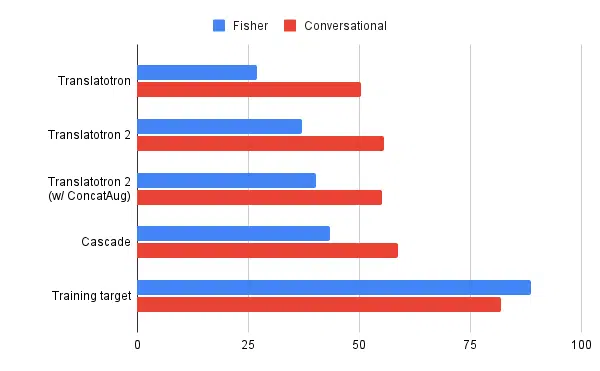 Fisher Conversational
Translatotron
Translatotron 2
Translatotron 2
(w/ ConcatAug)
Cascade
Training target
0 25 50 75 100